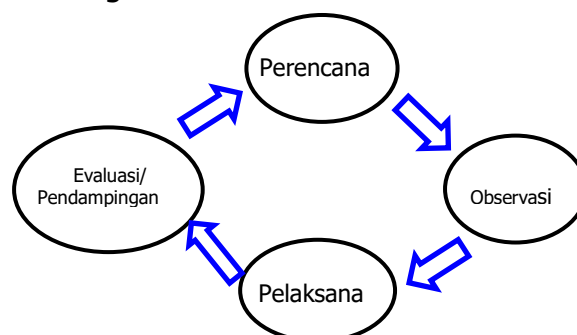 Perencana
Evaluasi/
Pendampingan
Observasi
Pelaksana